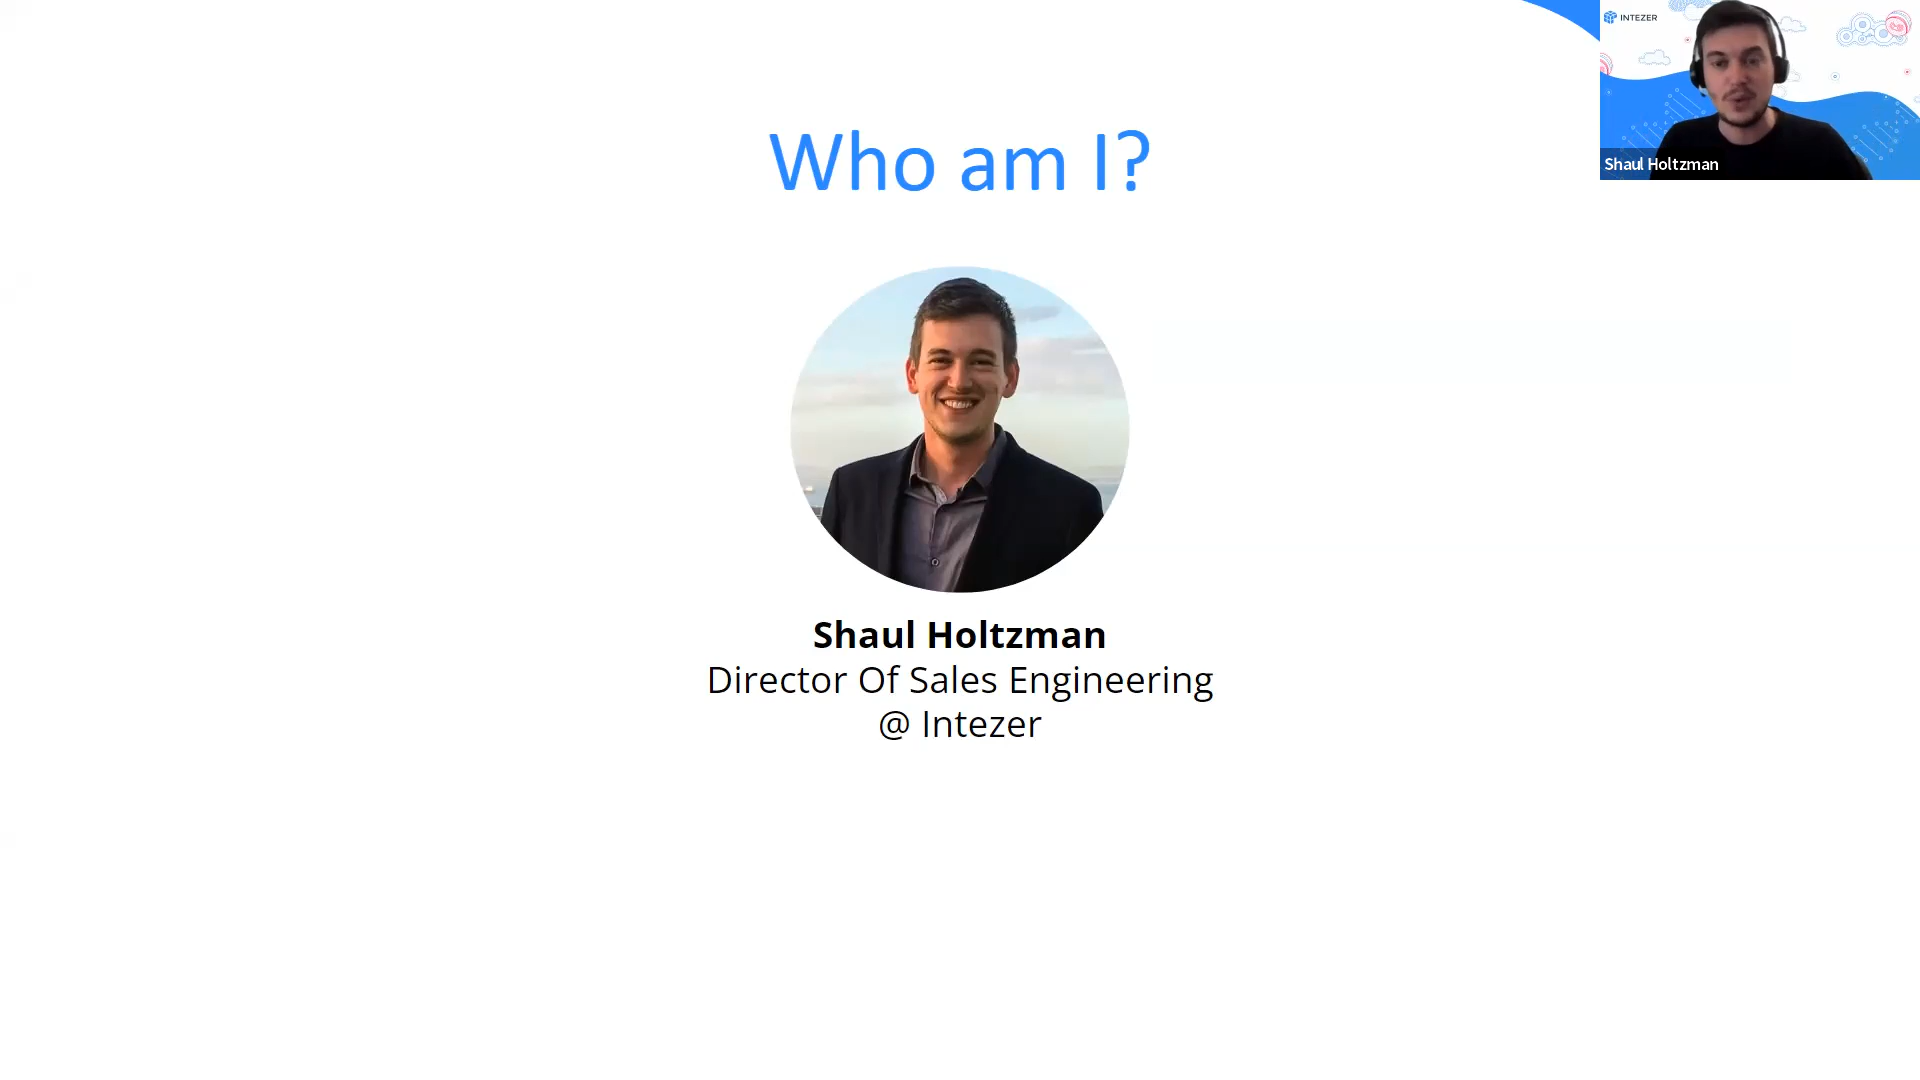 INTEZER
Shaul Holtzman
Who am I?
Shaul Holtzman
Director Of Sales Engineering
@ Intezer